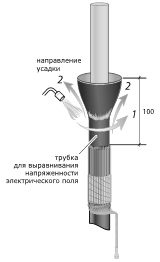 направление
усадки
2
2
1
100
трубка
для выравнивания
напряженности
электрического поля